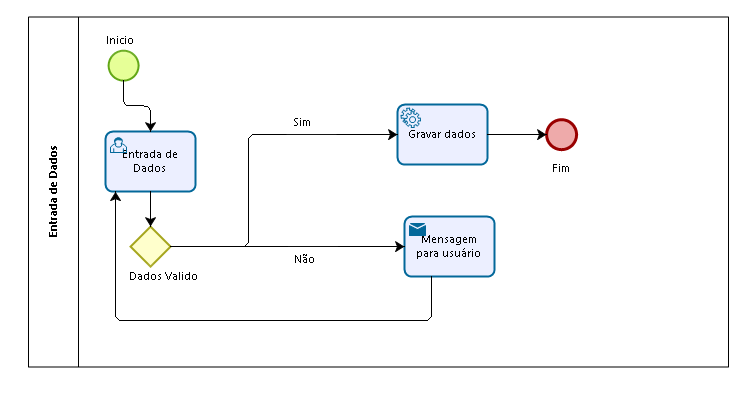 Entrada de Dados
Inicio
Entrada de
Dados
Dados Valido
Sim
Não
Gravar dados
Mensagem
para usuário
Fim